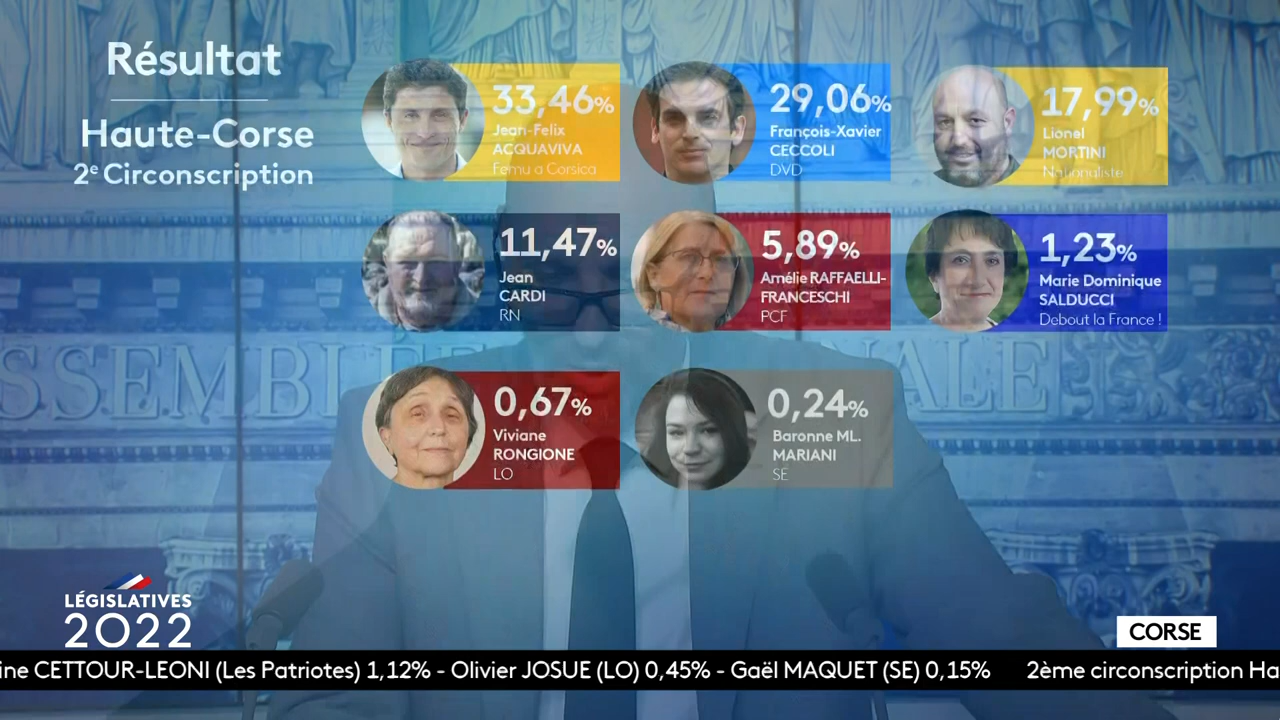 Résultat
Haute-Corse
2e Circonscription
33,46%
Jean-Felix
ACQUAVIVA
Femu a Corsica
29,06%
François-Xavier
CECCOLI
DVD
17,99%
Lionel
MORTINI
Nationaliste
11,47%
Jean
CARDI
RN
5,89%
Amélie RAFFAELLI-
FRANCESCHI
PCF
1,23%
Marie Dominique
SALDUCCI
Debout la France !
0,67%
Viviane
RONGIONE
LO
0,24%
Baronne ML.
MARIANI
SE
LÉGISLATIVES
2022
CORSE
ine CETTOUR-LEONI (Les Patriotes) 1,12% - Olivier JOSUE (LO) 0,45% - Gaël MAQUET (SE) 0,15% 2ème circonscription Ha